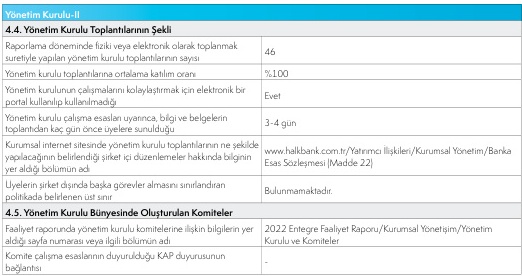 Yönetim Kurulu-II
4.4. Yönetim Kurulu Toplantılarının Şekli
Raporlama döneminde fiziki veya elektronik olarak toplanmak
suretiyle yapılan yönetim kurulu toplantılarının sayısı
46
Yönetim kurulu toplantılarına ortalama katılım oranı
%100
Yönetim kurulunun çalışmalarını kolaylaştırmak için elektronik bir
portal kullanılıp kullanılmadığı
Evet
Yönetim kurulu çalışma esasları uyarınca, bilgi ve belgelerin
toplantıdan kaç gün önce üyelere sunulduğu
3-4 gün
Kurumsal internet sitesinde yönetim kurulu toplantılarının ne şekilde
yapılacağının belirlendiği şirket içi düzenlemeler hakkında bilginin
yer aldığı bölümün adı
www.halkbank.com.tr/Yatırımcı İlişkileri/Kurumsal Yönetim/Banka
Esas Sözleşmesi (Madde 22)
Üyelerin şirket dışında başka görevler almasını sınırlandıran
politikada belirlenen üst sınır
Bulunmamaktadır.
4.5. Yönetim Kurulu Bünyesinde Oluşturulan Komiteler
Faaliyet raporunda yönetim kurulu komitelerine ilişkin bilgilerin yer
aldığı sayfa numarası veya ilgili bölümün adı
2022 Entegre Faaliyet Raporu/Kurumsal Yönetişim/Yönetim
Kurulu ve Komiteler
Komite çalışma esaslarının duyurulduğu KAP duyurusunun
bağlantısı
-